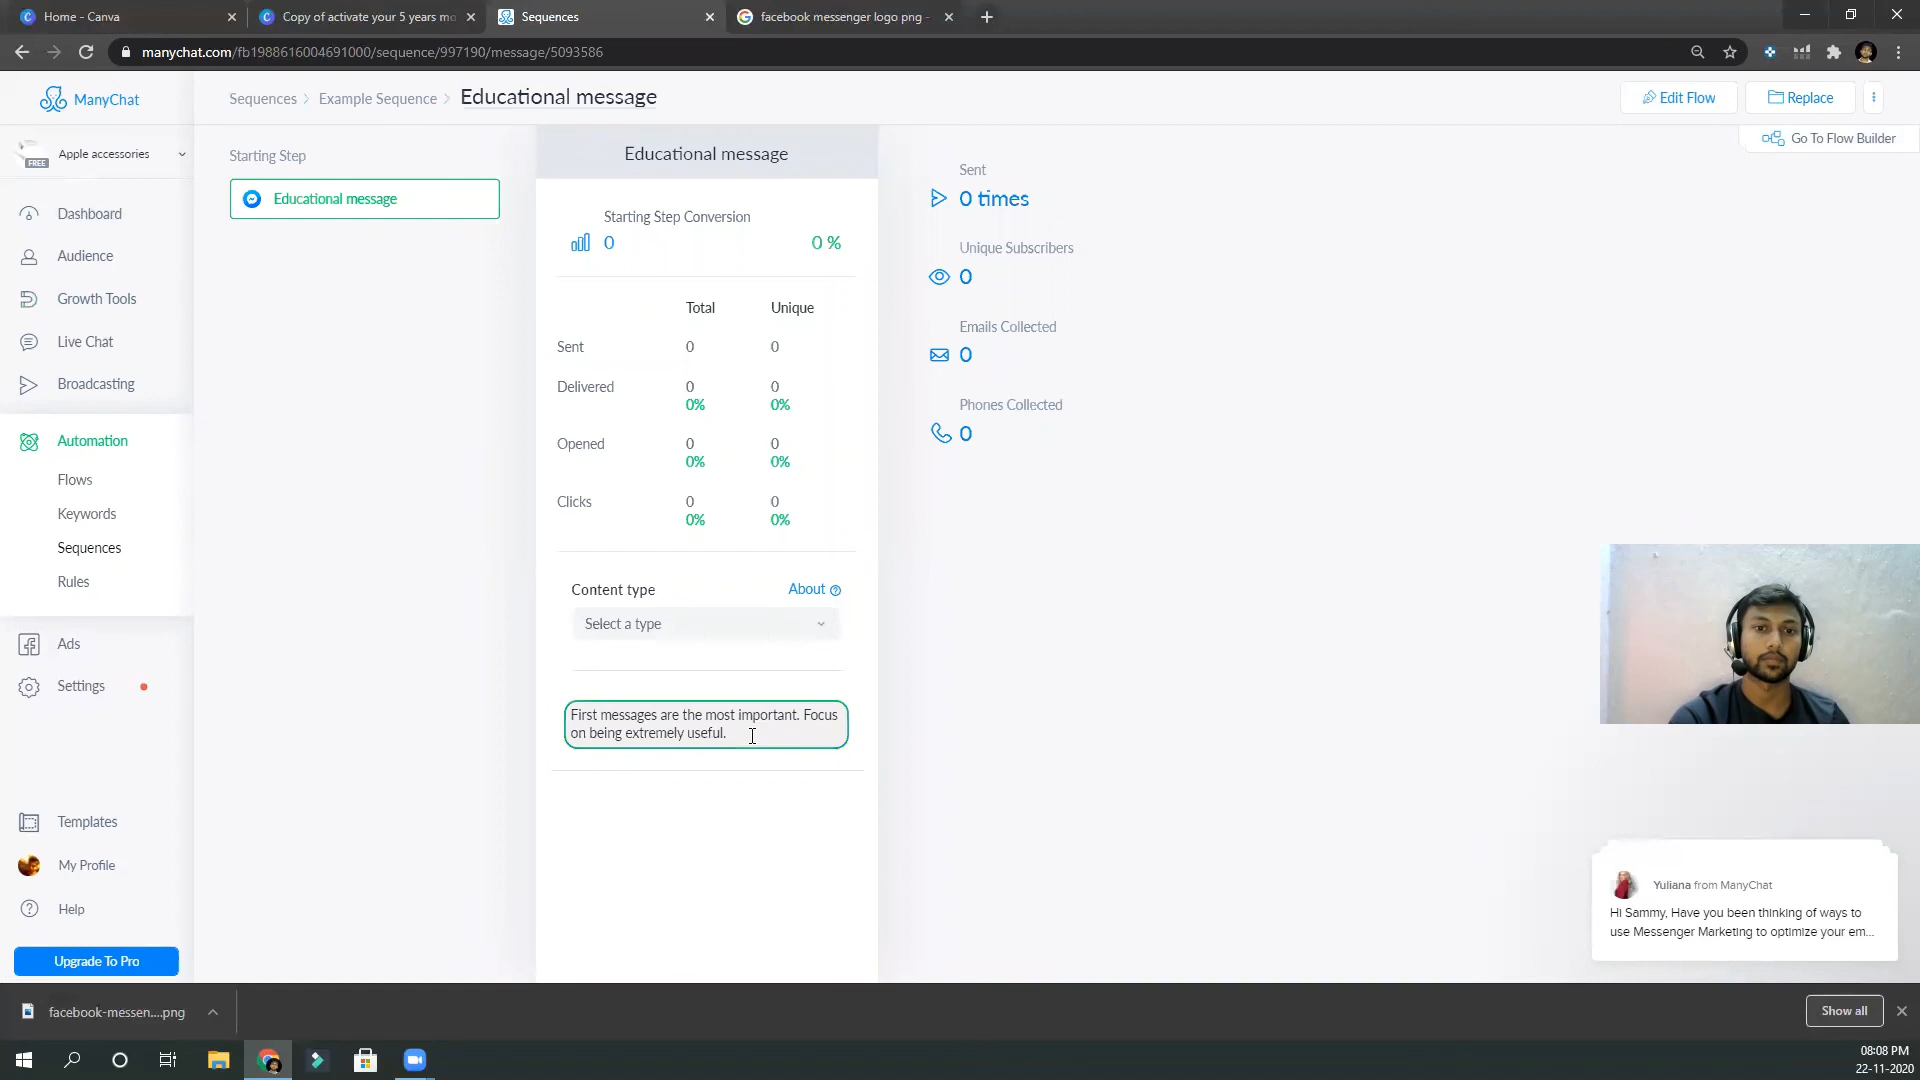 Home - Canva
Copy of activate your 5 years mo
Sequences
facebook messenger logo png -
manychat.com/fb1988616004691000/sequence/997190/message/5093586
ManyChat
Sequences
Example Sequence
Educational message
Edit Flow
Replace
FREE
Apple accessories
Go To Flow Builder
Starting Step
Educational message
Dashboard
Audience
Growth Tools
Live Chat
Broadcasting
Automation
Flows
Keywords
Sequences
Rules
Ads
Settings
Templates
My Profile
Help
Upgrade To Pro
Educational message
Starting Step Conversion
0 0 %
Total Unique
Sent 0 0
Delivered 0 0
0% 0%
Opened 0 0
0% 0%
Clicks 0 0
0% 0%
Content type About
Select a type
First messages are the most important. Focus
on being extremely useful.
Sent
0 times
Unique Subscribers
0
Emails Collected
0
Phones Collected
0
Yuliana from ManyChat
Hi Sammy, Have you been thinking of ways to
use Messenger Marketing to optimize your em...
facebook-messen....png
Show all
08:08 PM
22-11-2020